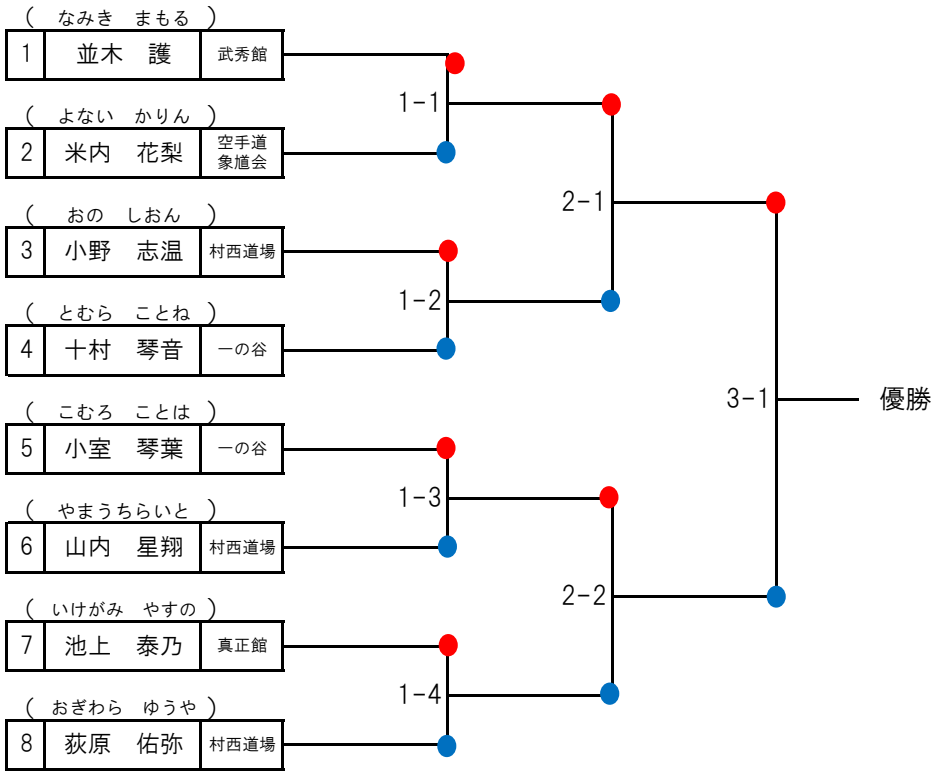 ( なみき まもる )
1 並木 護 武秀館
1-1
( よない かりん )
2 米内 花梨 空手道
象道会
2-1
( おの しおん )
3 小野 志温 村西道場
1-2
( とむら ことね )
4 十村 琴音 一の谷
3-1 優勝
( こむろ ことは )
5 小室 琴葉 一の谷
1-3
( やまうちらいと )
6 山内 星翔 村西道場
2-2
( いけがみ やすの )
7 池上 泰乃 真正館
1-4
( おぎわら ゆうや )
8 荻原 佑弥 村西道場